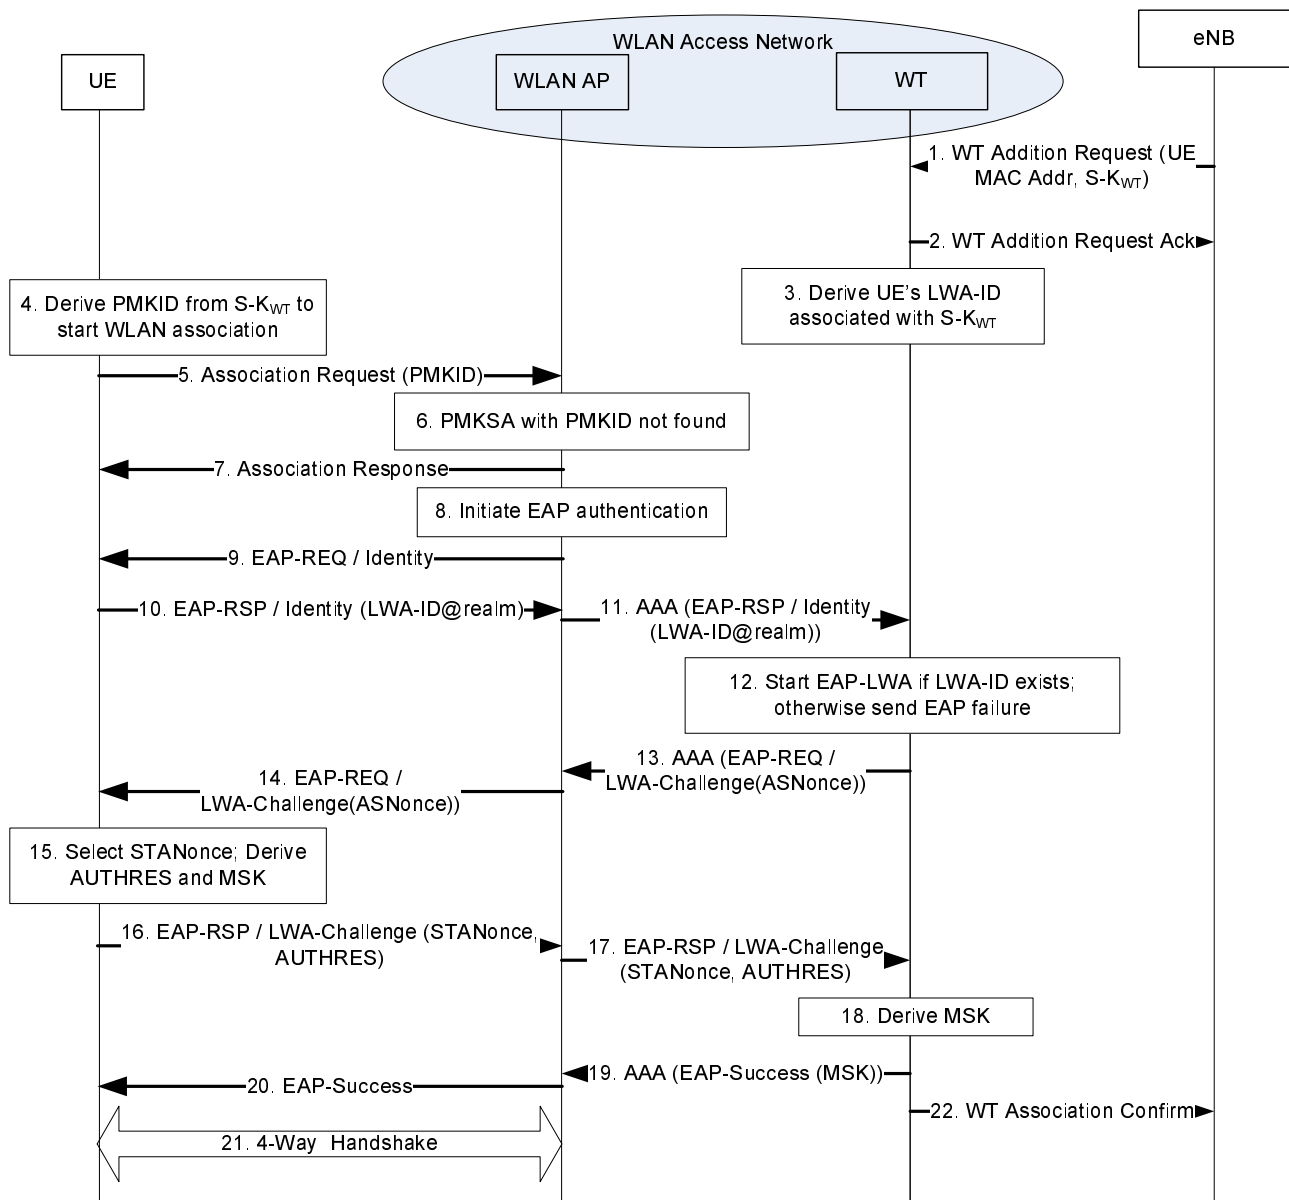 WLAN Access Network
eNB
UE
WLAN AP
WT
1. WT Addition Request (UE
MAC Addr, S-KWT)
2. WT Addition Request Ack
3. Derive UE's LWA-ID
associated with S-KWT
4. Derive PMKID from S-KWT to
start WLAN association
5. Association Request (PMKID)
6. PMKSA with PMKID not found
7. Association Response
8. Initiate EAP authentication
9. EAP-REQ / Identity
10. EAP-RSP / Identity (LWA-ID@realm)
11. AAA (EAP-RSP / Identity
(LWA-ID@realm))
12. Start EAP-LWA if LWA-ID exists;
otherwise send EAP failure
13. AAA (EAP-REQ /
LWA-Challenge(ASNonce))
14. EAP-REQ /
LWA-Challenge(ASNonce))
15. Select STANonce; Derive
AUTHRES and MSK
16. EAP-RSP / LWA-Challenge (STANonce,
AUTHRES)
17. EAP-RSP / LWA-Challenge
(STANonce, AUTHRES)
18. Derive MSK
19. AAA (EAP-Success (MSK))
20. EAP-Success
22. WT Association Confirm
21. 4-Way Handshake